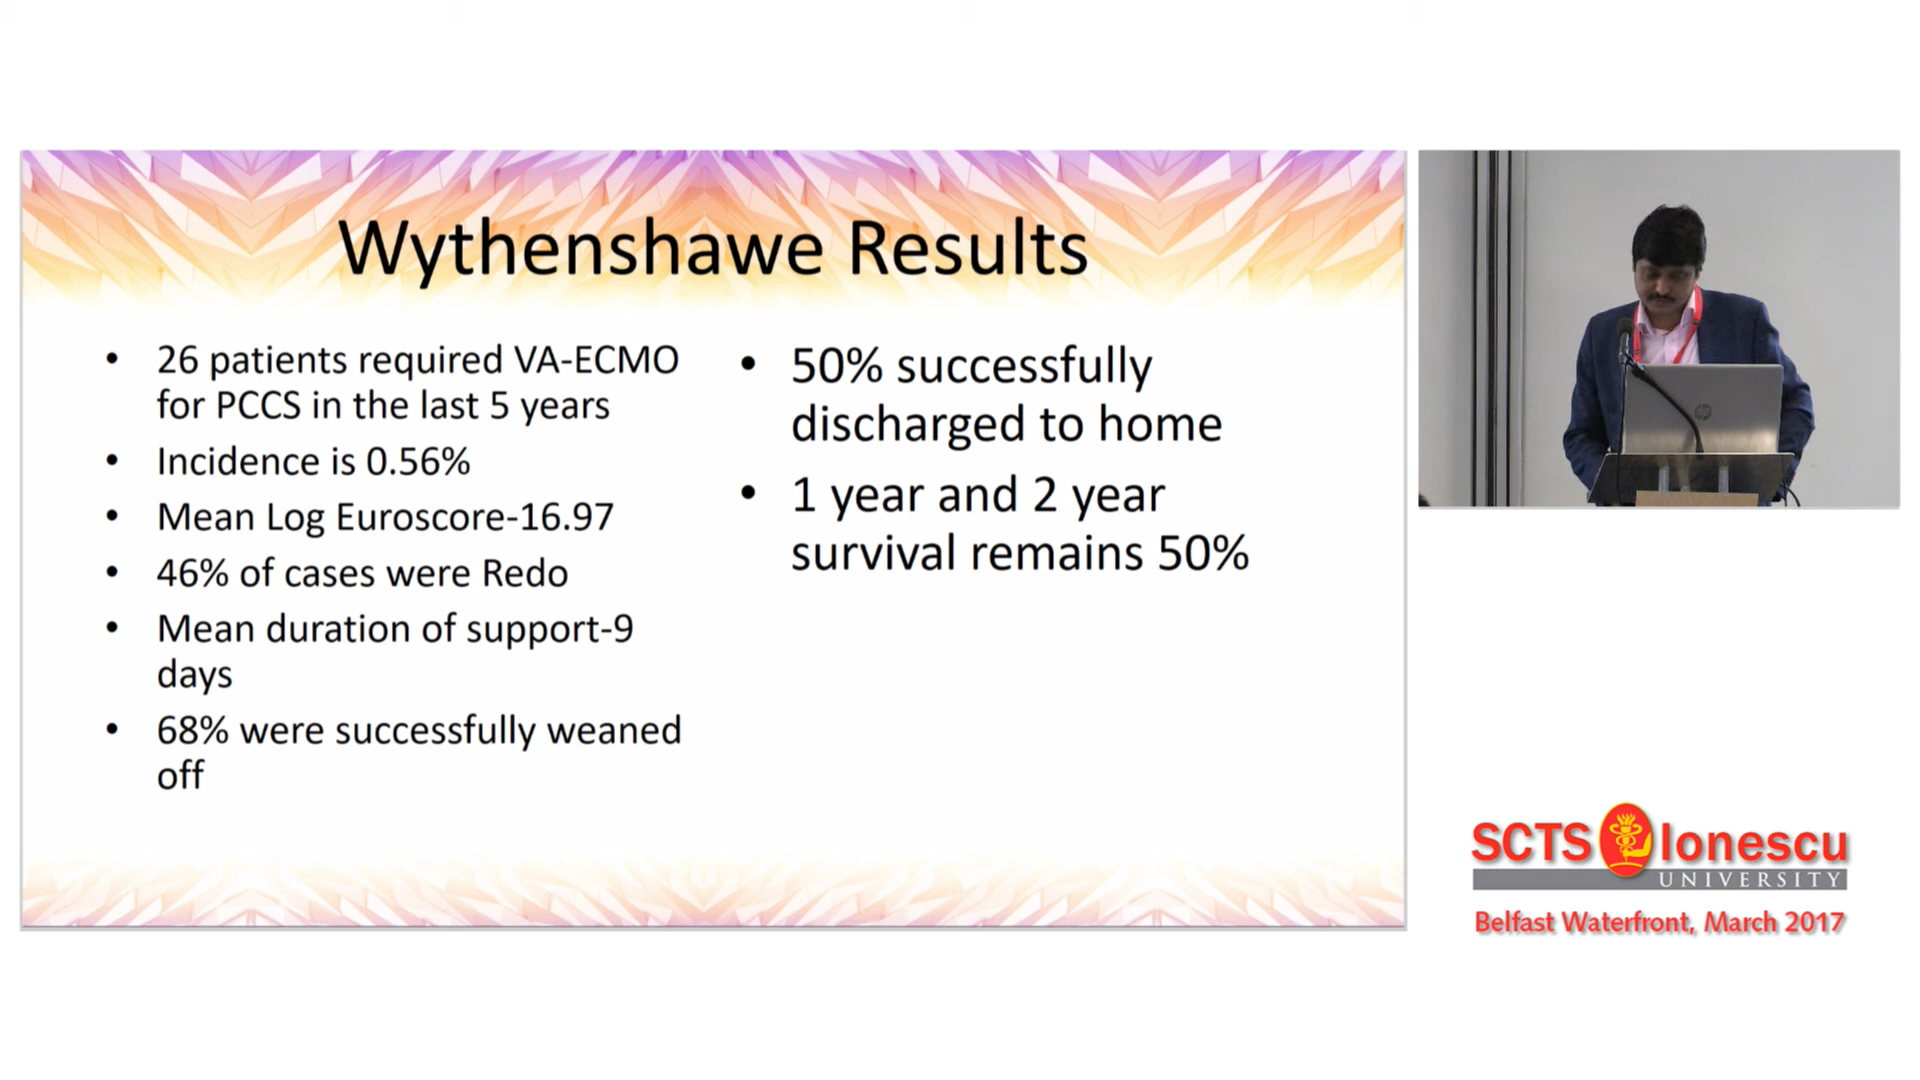 Wythenshawe Results
• 26 patients required VA-ECMO
for PCCS in the last 5 years
• Incidence is 0.56%
• Mean Log Euroscore-16.97
• 46% of cases were Redo
• Mean duration of support-9
days
• 68% were successfully weaned
off
• 50% successfully
discharged to home
• 1 year and 2 year
survival remains 50%
SCTS Ionescu
UNIVERSITY
Belfast Waterfront, March 2017